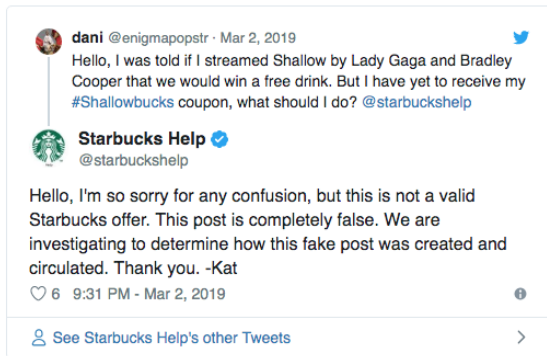 dani @enigmapopstr · Mar 2, 2019
Hello, I was told if I streamed Shallow by Lady Gaga and Bradley
Cooper that we would win a free drink. But I have yet to receive my
#Shallowbucks coupon, what should I do? @starbuckshelp
Starbucks Help
@starbuckshelp
Hello, I'm so sorry for any confusion, but this is not a valid
Starbucks offer. This post is completely false. We are
investigating to determine how this fake post was created and
circulated. Thank you. -Kat
6 9:31 PM - Mar 2, 2019
See Starbucks Help's other Tweets